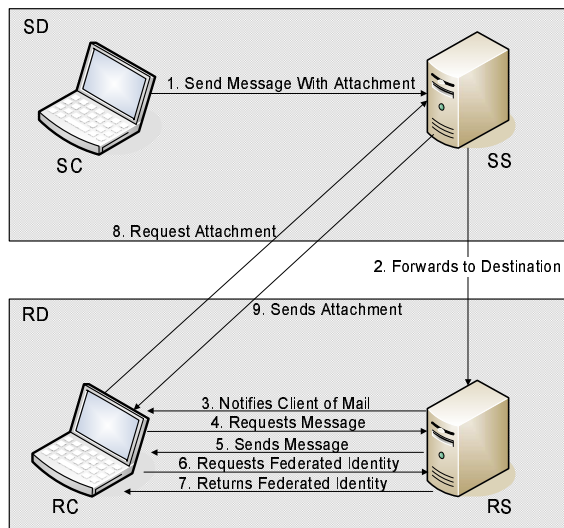 SD
1. Send Message With Attachment
SC
SS
8. Request Attachment
2. Forwards to Destination
9. Sends Attachment
RD
3. Notifies Client of Mail
4. Requests Message
5. Sends Message
6. Requests Federated Identity
7. Returns Federated Identity
RC
RS